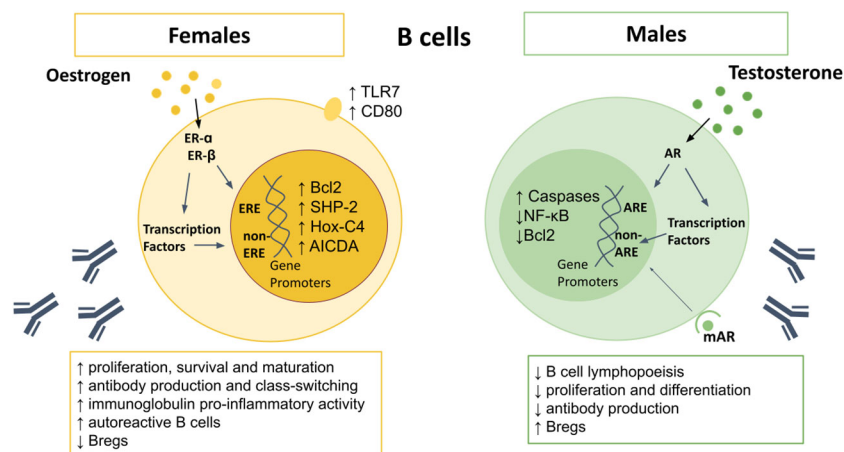 Females
B cells
Males
Oestrogen
Testosterone
↑ TLR7
↑ CD80
ER-α
ER-β
Transcription
Factors
ERE
non-
ERE
↑ Bcl2
↑ SHP-2
↑ Hox-C4
↑ AICDA
Gene
Promoters
AR
↑ Caspases
↓NF-κB
↓Bcl2
ARE
non-
ARE
Gene
Promoters
Transcription
Factors
mAR
↑ proliferation, survival and maturation
↑ antibody production and class-switching
↑ immunoglobulin pro-inflammatory activity
↑ autoreactive B cells
↓ Bregs
↓ B cell lymphopoeisis
↓ proliferation and differentiation
↓ antibody production
↑ Bregs